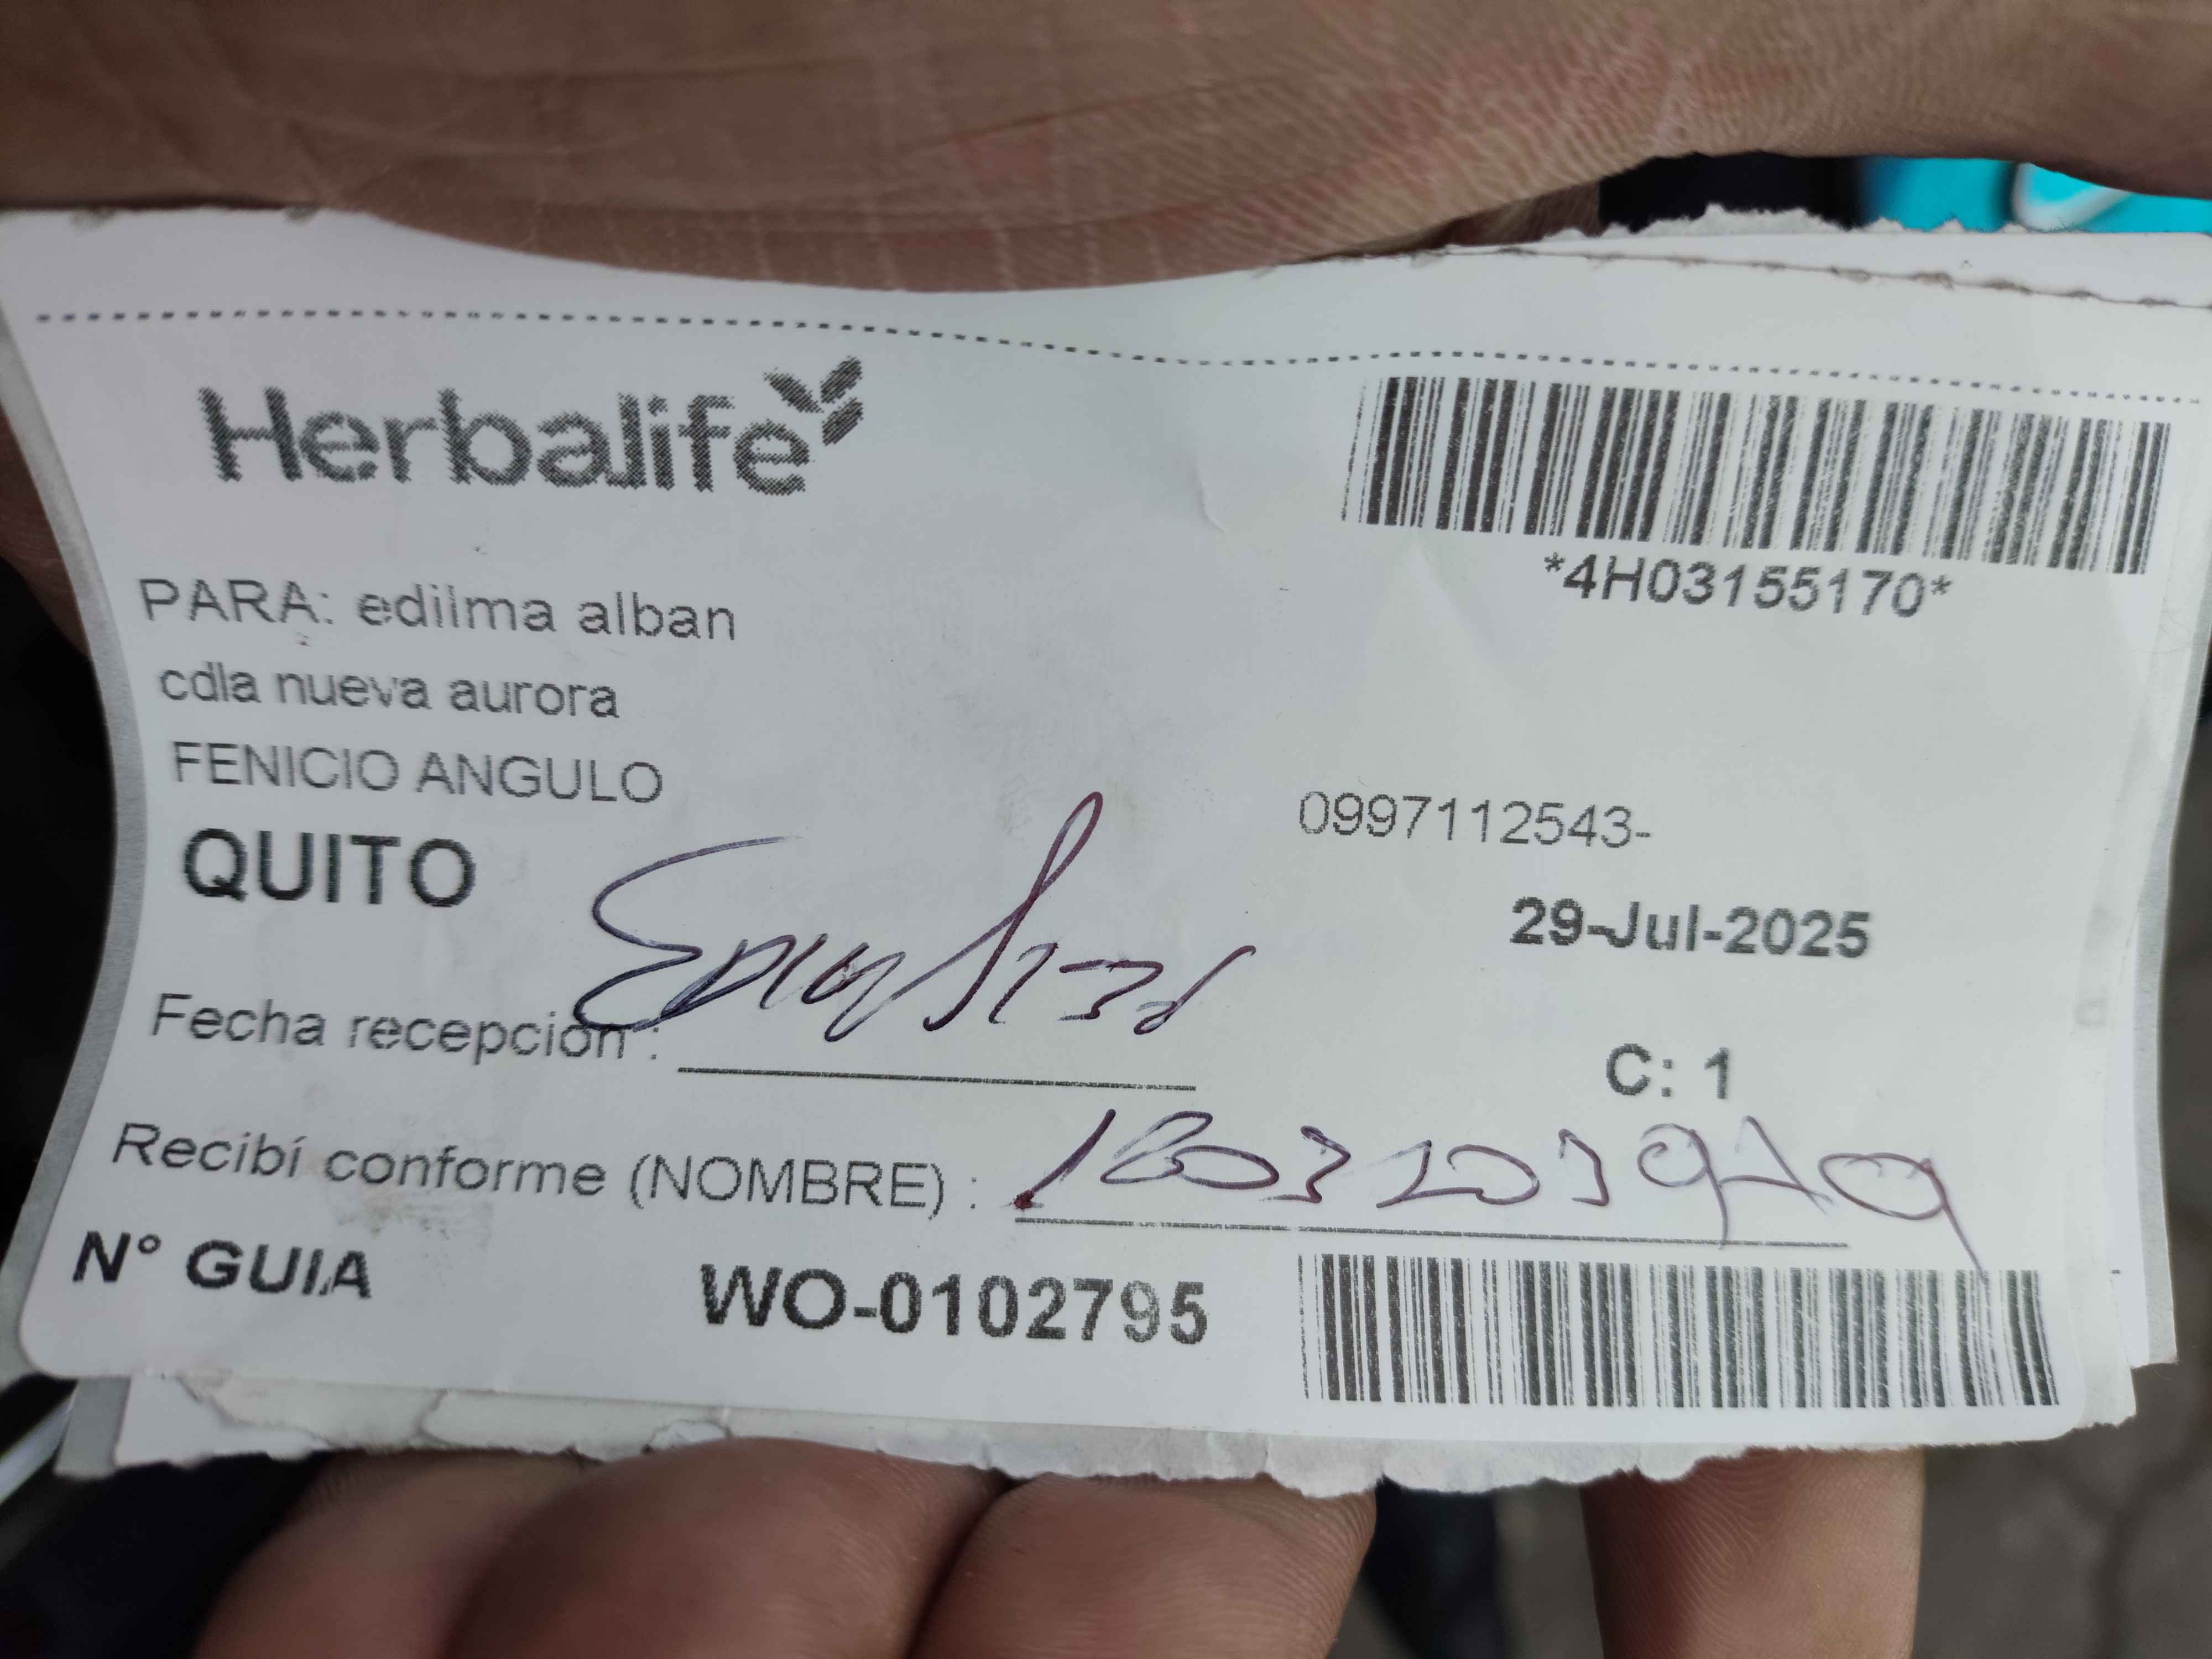 Herbalife
*4H03155170*
PARA: edilma alban
cdla nueva aurora
FENICIO ANGULO
0997112543-
QUITO
29-Jul-2025
Fecha recepción :
C: 1
Recibí conforme (NOMBRE) :
N° GUIA WO-0102795